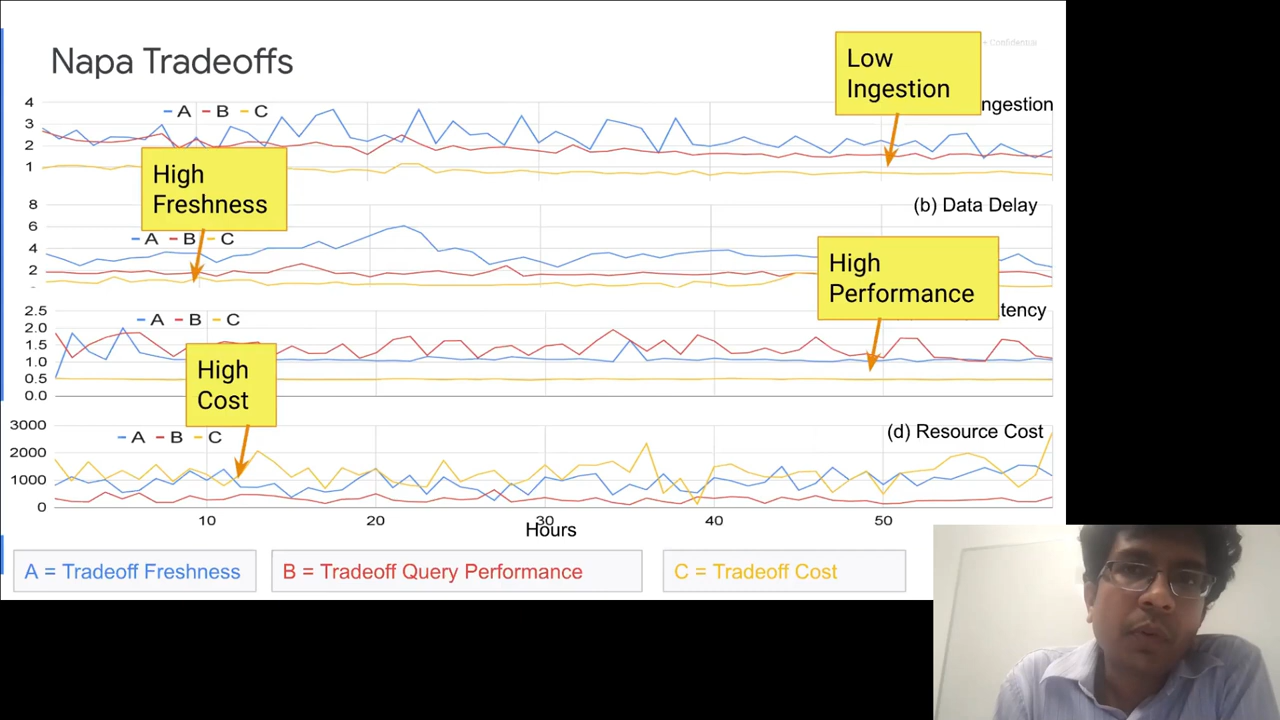 Napa Tradeoffs
Confidential
Low
Ingestion
ngestion
4
3
2
1
A B C
High
Freshness
8
6
4
2
(b) Data Delay
A B C
High
Performance
tency
2.5
2.0
1.5
1.0
0.5
0.0
A B C
High
Cost
3000
2000
1000
0
A B C
(d) Resource Cost
10 20 30 40 50
Hours
A = Tradeoff Freshness
B = Tradeoff Query Performance
C = Tradeoff Cost